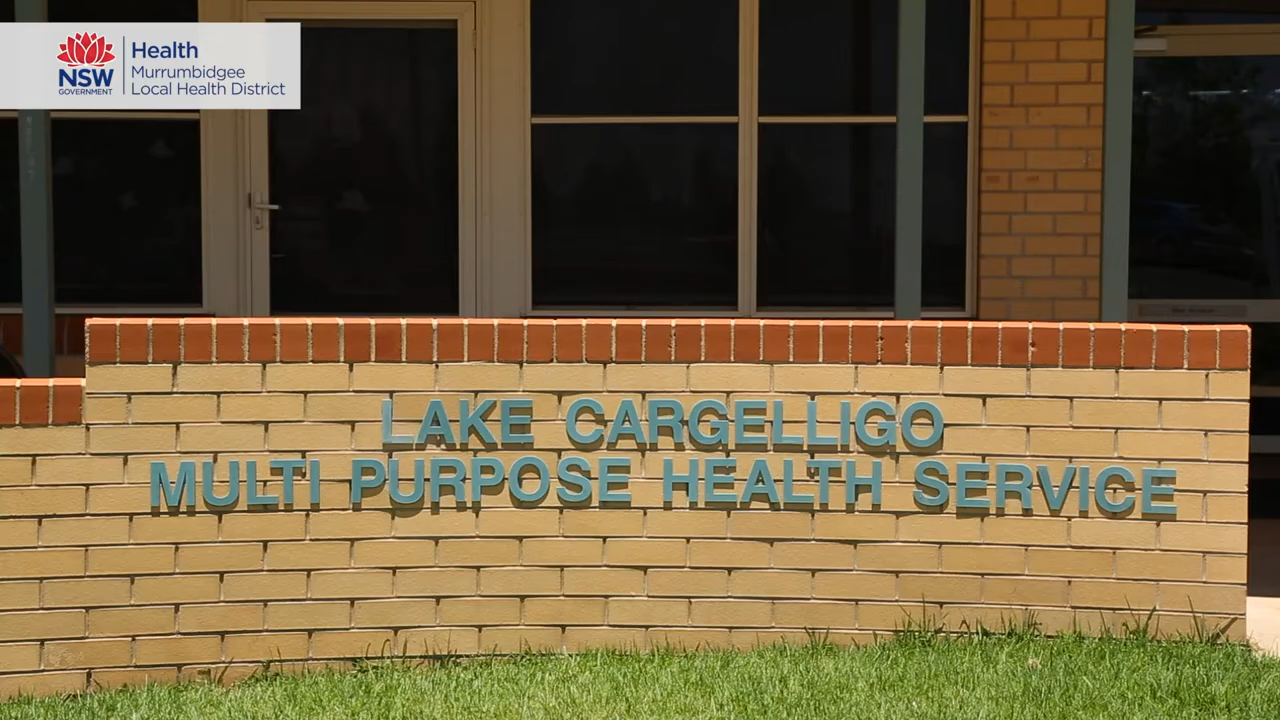 Health
NSW
GOVERNMENT
Murrumbidgee
Local Health District
LAKE CARGELLIGO
MULTI PURPOSE HEALTH SERVICE